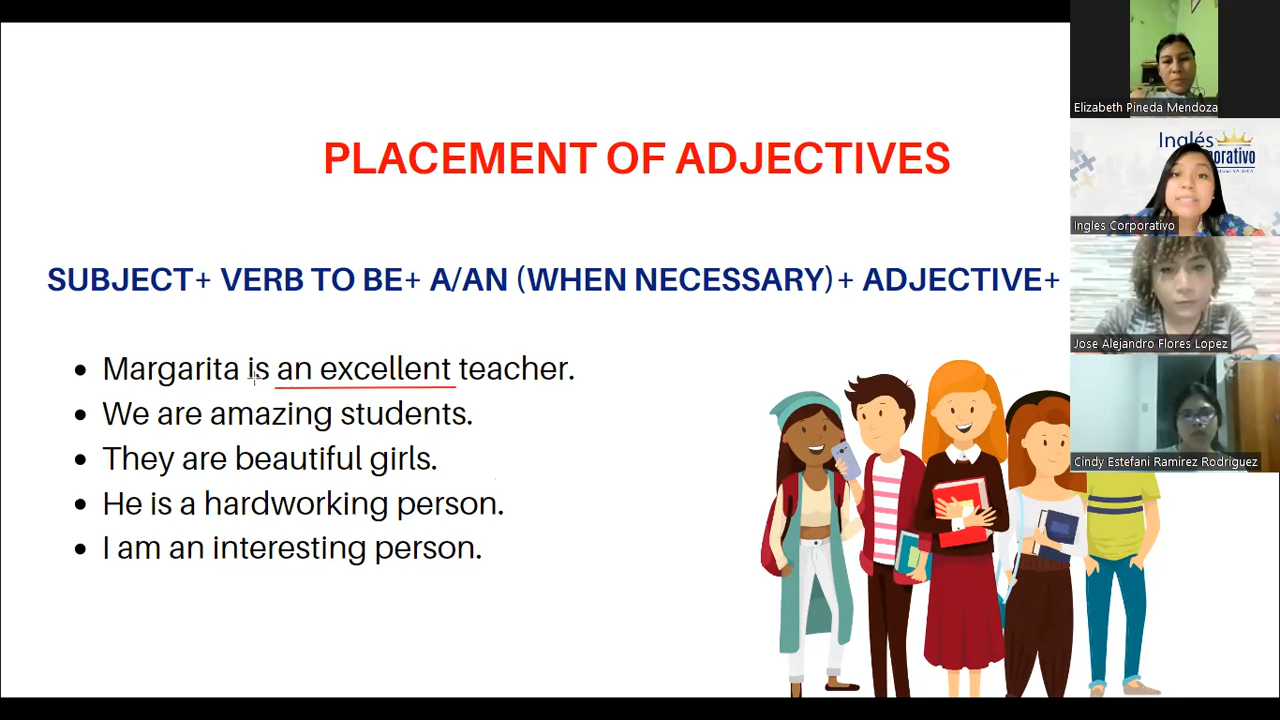 PLACEMENT OF ADJECTIVES
SUBJECT+ VERB TO BE+ A/AN (WHEN NECESSARY)+ ADJECTIVE+
• Margarita is an excellent teacher.
• We are amazing students.
• They are beautiful girls.
• He is a hardworking person.
• I am an interesting person.
Elizabeth Pineda Mendoza
Inglés
orporativo
Ingles Corporativo
Jose Alejandro Flores Lopez
Cindy Estefani Ramirez Rodriguez